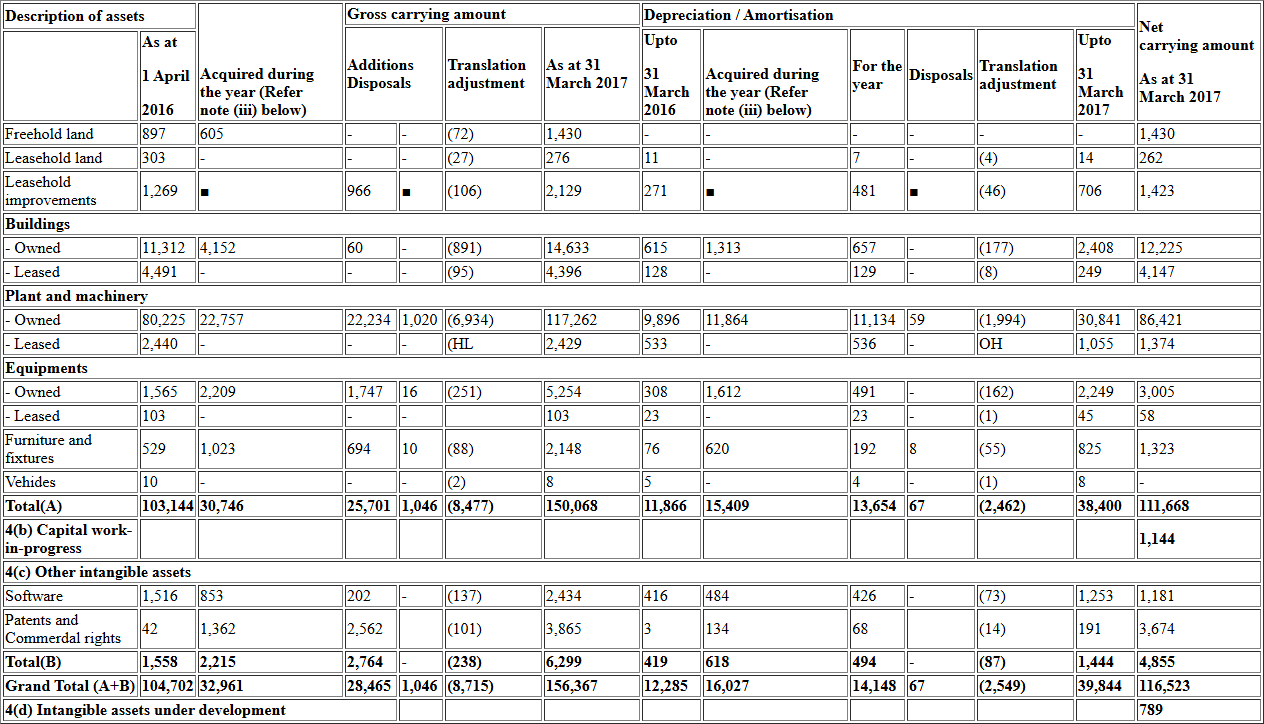 Description of assets Gross carrying amount Depreciation / Amortisation Net carrying amount As at 31 March 2017
As at 1 April 2016 Acquired during the year (Refer note (iii) below) Additions Disposals Translation adjustment As at 31 March 2017 Upto 31 March 2016 Acquired during the year (Refer note (iii) below) For the year Disposals Translation adjustment Upto 31 March 2017
Freehold land 897 605 - - (72) 1,430 - - - - - - 1,430
Leasehold land 303 - - - (27) 276 11 - 7 - (4) 14 262
Leasehold improvements 1,269 ■ 966 ■ (106) 2,129 271 ■ 481 ■ (46) 706 1,423
Buildings
- Owned 11,312 4,152 60 - (891) 14,633 615 1,313 657 - (177) 2,408 12,225
- Leased 4,491 - - - (95) 4,396 128 - 129 - (8) 249 4,147
Plant and machinery
- Owned 80,225 22,757 22,234 1,020 (6,934) 117,262 9,896 11,864 11,134 59 (1,994) 30,841 86,421
- Leased 2,440 - - - (HL 2,429 533 - 536 - OH 1,055 1,374
Equipments
- Owned 1,565 2,209 1,747 16 (251) 5,254 308 1,612 491 - (162) 2,249 3,005
- Leased 103 - - - 103 23 - 23 - (1) 45 58
Furniture and fixtures 529 1,023 694 10 (88) 2,148 76 620 192 8 (55) 825 1,323
Vehides 10 - - - (2) 8 5 - 4 - (1) 8 -
Total(A) 103,144 30,746 25,701 1,046 (8,477) 150,068 11,866 15,409 13,654 67 (2,462) 38,400 111,668
4(b) Capital work-in-progress 1,144
4(c) Other intangible assets
Software 1,516 853 202 - (137) 2,434 416 484 426 - (73) 1,253 1,181
Patents and Commerdal rights 42 1,362 2,562 - (101) 3,865 3 134 68 - (14) 191 3,674
Total(B) 1,558 2,215 2,764 - (238) 6,299 419 618 494 - (87) 1,444 4,855
Grand Total (A+B) 104,702 32,961 28,465 1,046 (8,715) 156,367 12,285 16,027 14,148 67 (2,549) 39,844 116,523
4(d) Intangible assets under development 789